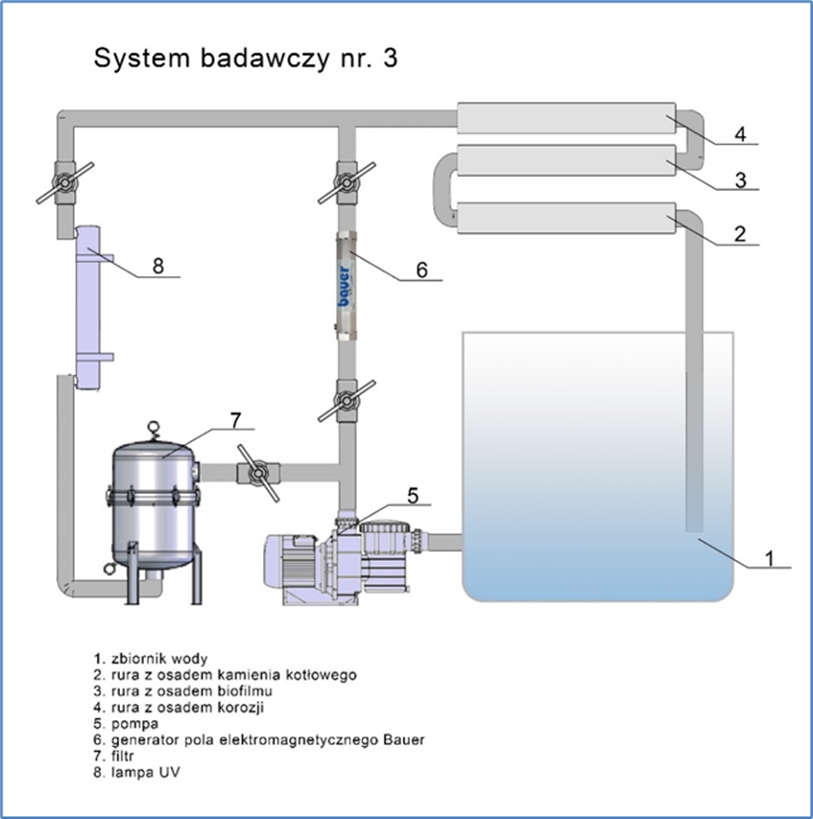 System badawczy nr. 3
4
3
2
8
6
bauer
7
5
1
1. zbiornik wody
2. rura z osadem kamienia kotłowego
3. rura z osadem biofilmu
4. rura z osadem korozji
5. pompa
6. generator pola elektromagnetycznego Bauer
7. filtr
8. lampa UV